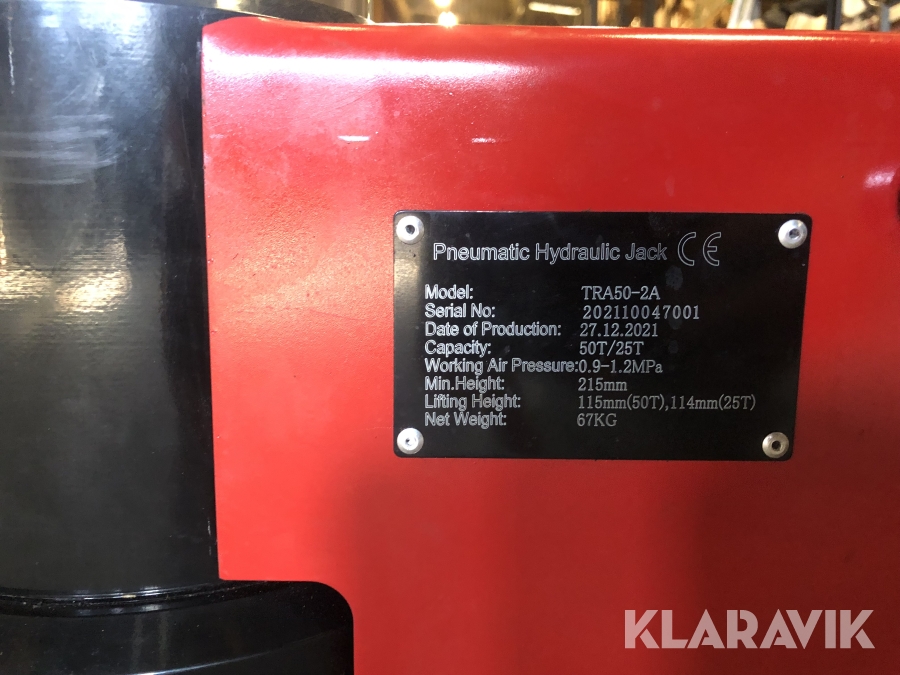 Pneumatic Hydraulic Jack CE
Model: TRA50-2A
Serial No: 202110047001
Date of Production: 27.12.2021
Capacity: 50T/25T
Working Air Pressure:0.9-1.2MPa
Min.Height: 215mm
Lifting Height: 115mm(50T),114mm(25T)
Net Weight: 67KG
KLARAVIK